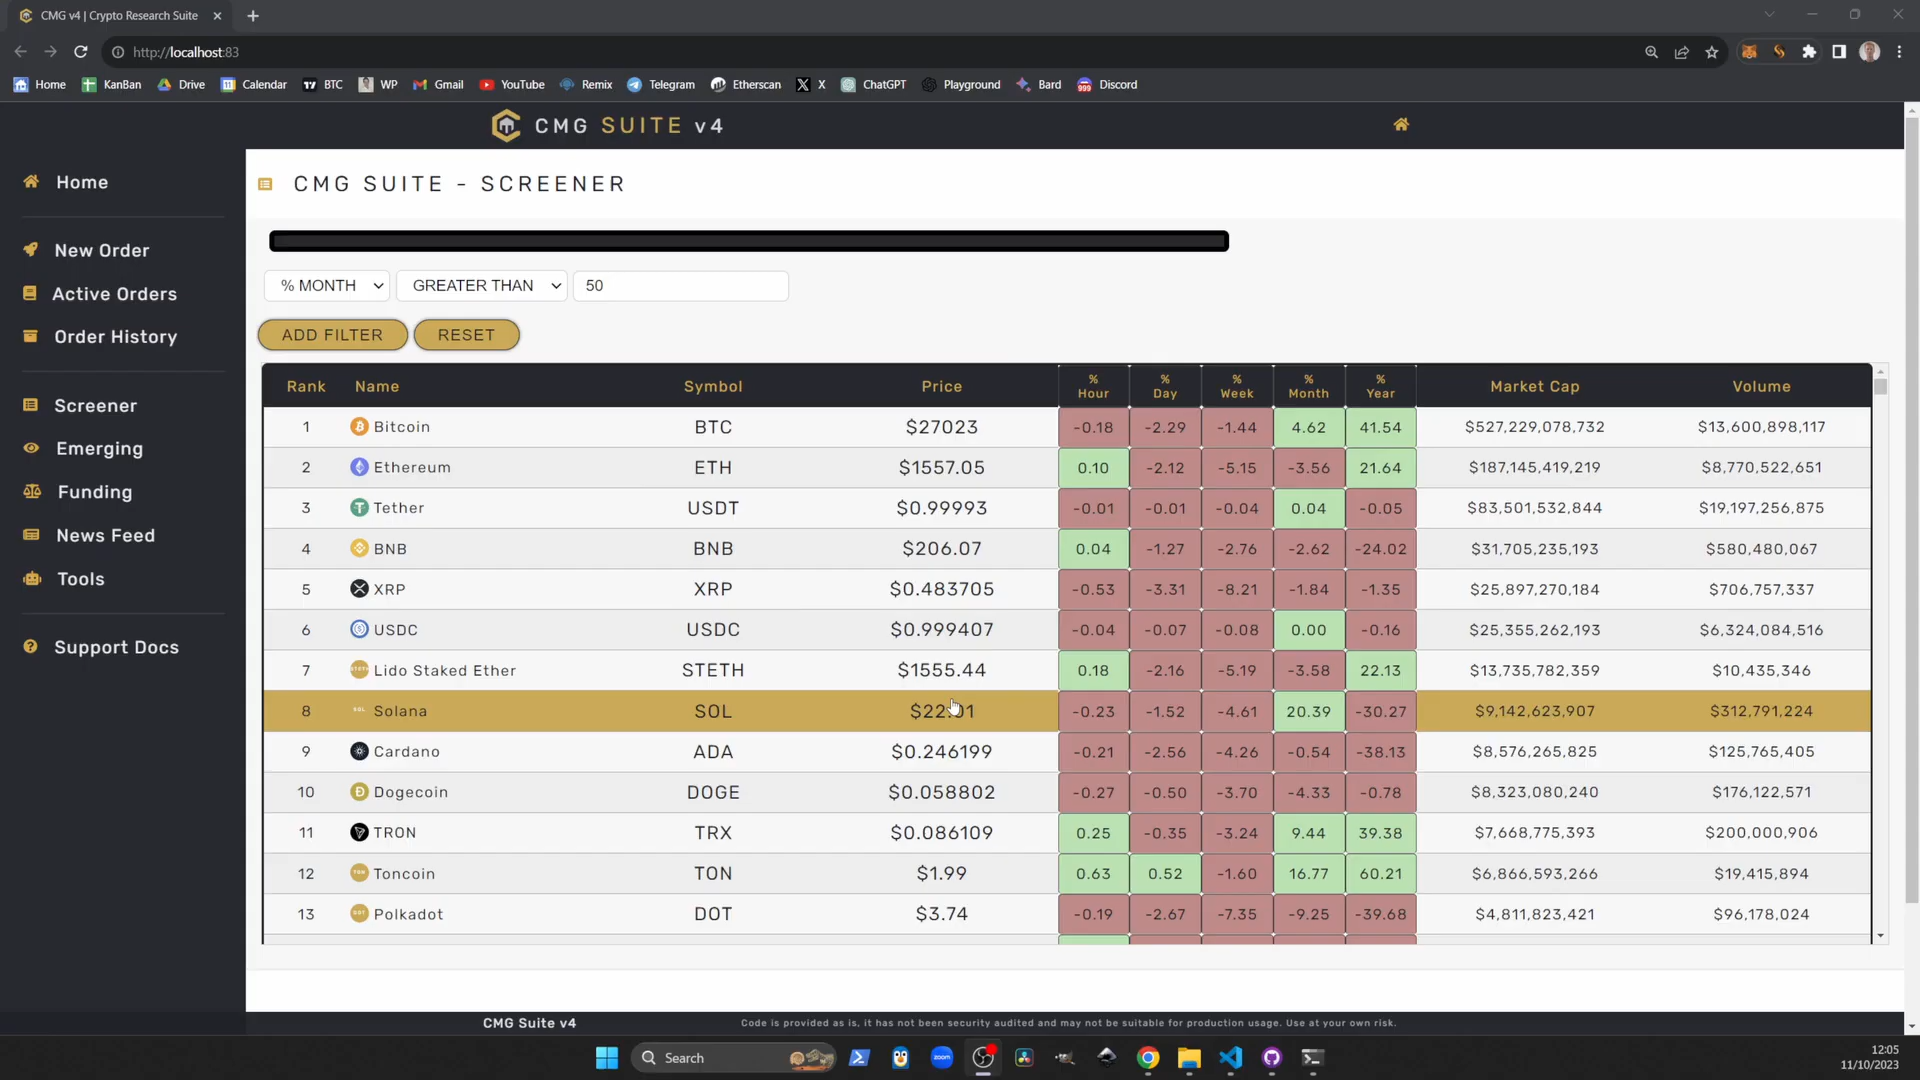 CMG v4 | Crypto Research Suite
http://localhost:83
Home KanBan Drive Calendar BTC WP Gmail YouTube Remix Telegram Etherscan X ChatGPT Playground Bard Discord
CMG SUITE v4
Home
New Order
Active Orders
Order History
Screener
Emerging
Funding
News Feed
Tools
Support Docs
CMG SUITE - SCREENER
% MONTH GREATER THAN 50
ADD FILTER RESET
Rank Name Symbol Price % Hour % Day % Week % Month % Year Market Cap Volume
1 Bitcoin BTC $27023 -0.18 -2.29 -1.44 4.62 41.54 $527,229,078,732 $13,600,898,117
2 Ethereum ETH $1557.05 0.10 -2.12 -5.15 -3.56 21.64 $187,145,419,219 $8,770,522,651
3 Tether USDT $0.99993 -0.01 -0.01 -0.04 0.04 -0.05 $83,501,532,844 $19,197,256,875
4 BNB BNB $206.07 0.04 -1.27 -2.76 -2.62 -24.02 $31,705,235,193 $580,480,067
5 XRP XRP $0.483705 -0.53 -3.31 -8.21 -1.84 -1.35 $25,897,270,184 $706,757,337
6 USDC USDC $0.999407 -0.04 -0.07 -0.08 0.00 -0.16 $25,355,262,193 $6,324,084,516
7 Lido Staked Ether STETH $1555.44 0.18 -2.16 -5.19 -3.58 22.13 $13,735,782,359 $10,435,346
8 Solana SOL -0.23 -1.52 -4.61 20.39 -30.27 $9,142,623,907 $312,791,224
9 Cardano ADA $0.246199 -0.21 -2.56 -4.26 -0.54 -38.13 $8,576,265,825 $125,765,405
10 Dogecoin DOGE $0.058802 -0.27 -0.50 -3.70 -4.33 -0.78 $8,323,080,240 $176,122,571
11 TRON TRX $0.086109 0.25 -0.35 -3.24 9.44 39.38 $7,668,775,393 $200,000,906
12 Toncoin TON $1.99 0.63 0.52 -1.60 16.77 60.21 $6,866,593,266 $19,415,894
13 Polkadot DOT $3.74 -0.19 -2.67 -7.35 -9.25 -39.68 $4,811,823,421 $96,178,024
CMG Suite v4 Code is provided as is, it has not been security audited and may not be suitable for production usage. Use at your own risk.
Search
12:05
11/10/2023